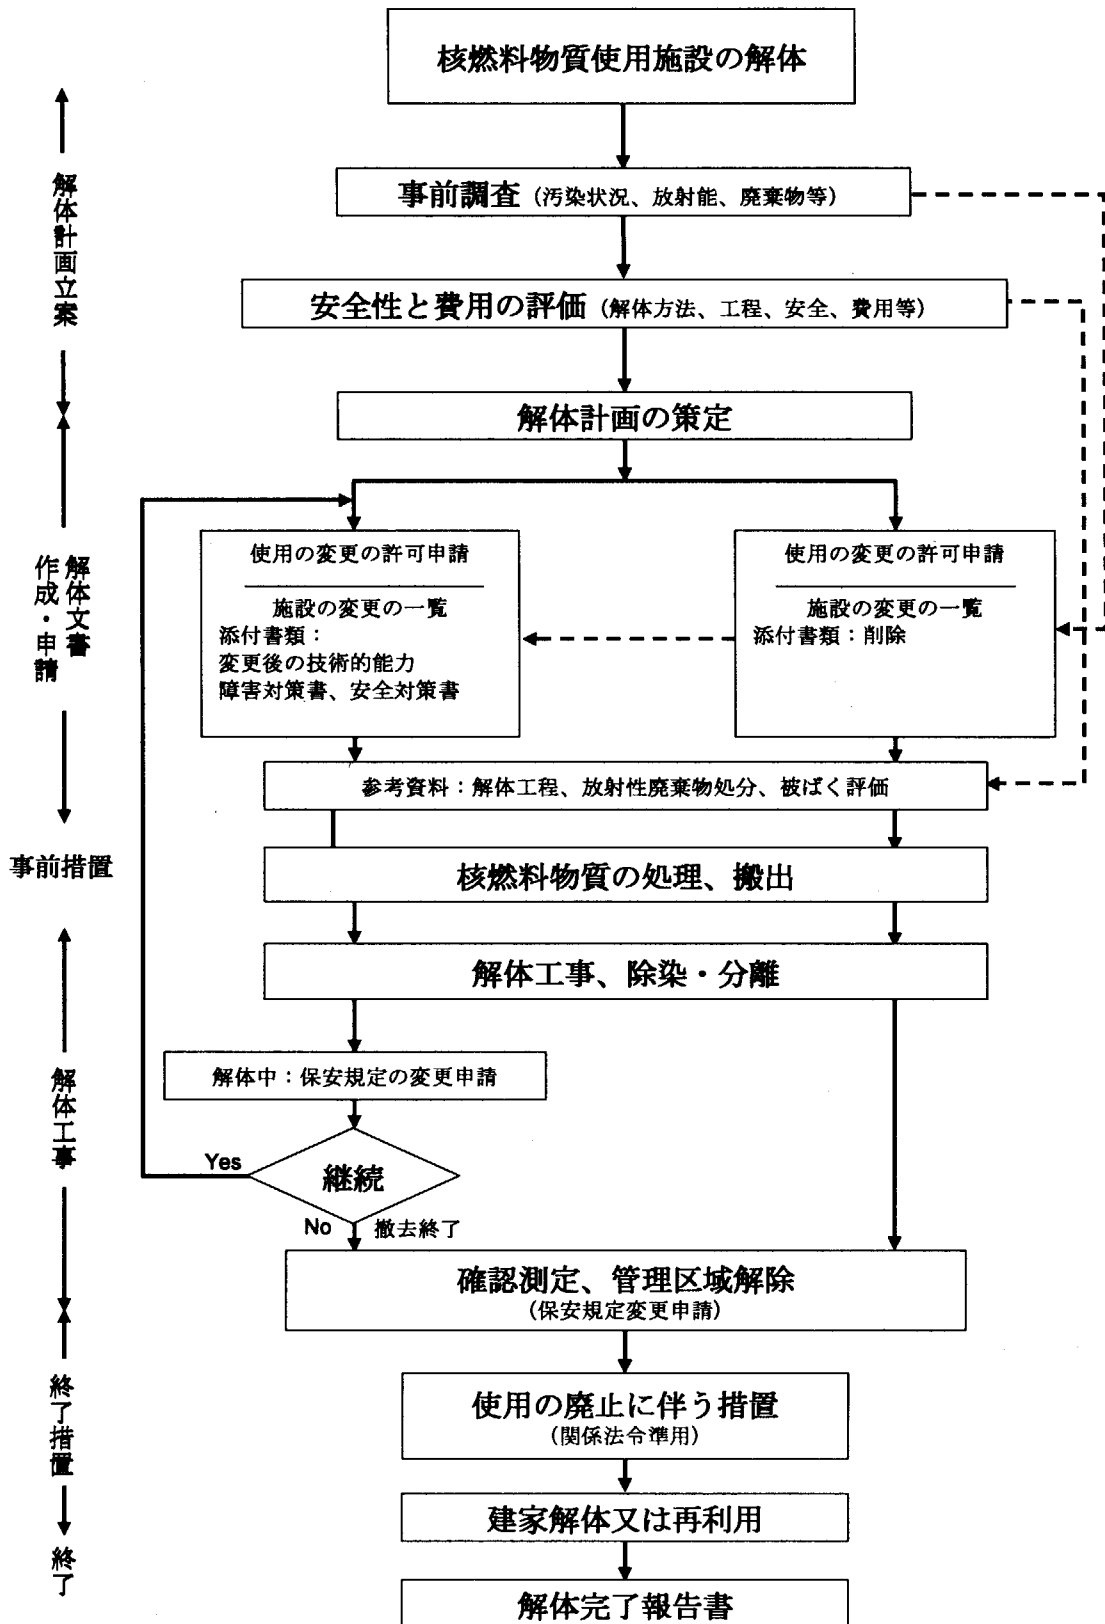 核燃料物質使用施設の解体
事前調査（汚染状況、放射能、廃棄物等）
安全性と費用の評価（解体方法、工程、安全、費用等）
解体計画の策定
使用の変更の許可申請
施設の変更の一覧
添付書類：
変更後の技術的能力
障害対策書、安全対策書
使用の変更の許可申請
施設の変更の一覧
添付書類：削除
参考資料：解体工程、放射性廃棄物処分、被ばく評価
核燃料物質の処理、搬出
解体工事、除染・分離
解体中：保安規定の変更申請
継続
Yes
No
撤去終了
確認測定、管理区域解除
（保安規定変更申請）
使用の廃止に伴う措置
（関係法令準用）
建家解体又は再利用
解体完了報告書
解体計画立案
解体文書
作成・申請
事前措置
解体工事
終了措置
終了